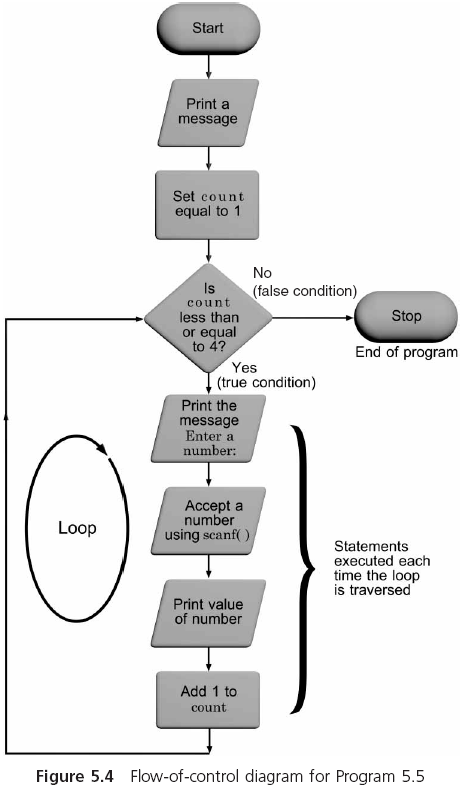 Start
Print a
message
Set count
equal to 1
Is
count
less than
or equal
to 4?
No
(false condition)
Stop
End of program
Yes
(true condition)
Print the
message
Enter a
number:
Accept a
number
using scanf( )
Print value
of number
Add 1 to
count
Loop
Statements
executed each
time the loop
is traversed
Figure 5.4 Flow-of-control diagram for Program 5.5